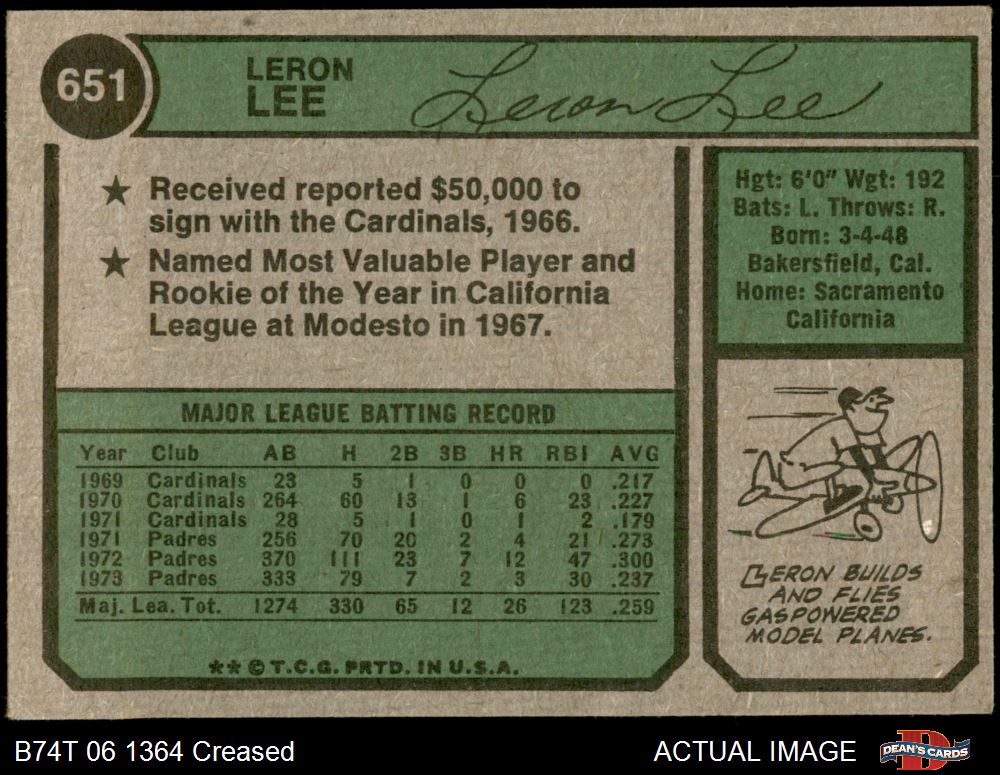 651
LERON
LEE
Leron Lee
★ Received reported $50,000 to
sign with the Cardinals, 1966.
★ Named Most Valuable Player and
Rookie of the Year in California
League at Modesto in 1967.
Hgt: 6'0" Wgt: 192
Bats: L. Throws: R.
Born: 3-4-48
Bakersfield, Cal.
Home: Sacramento
California
MAJOR LEAGUE BATTING RECORD
Year Club AB H 2B 3B HR RBI AVG
1969 Cardinals 23 5 1 0 0 0 .217
1970 Cardinals 264 60 13 1 6 23 .227
1971 Cardinals 28 5 1 0 1 2 .179
1971 Padres 256 70 20 2 4 21 .273
1972 Padres 370 111 23 7 12 47 .300
1973 Padres 333 79 7 2 3 30 .237
Maj. Lea. Tot. 1274 330 65 12 26 123 .259
★★ © T.C.G. PRTD. IN U.S.A.
LERON BUILDS
AND FLIES
GASPOWERED
MODEL PLANES.
B74T 06 1364 Creased
ACTUAL IMAGE
DEAN'S CARDS